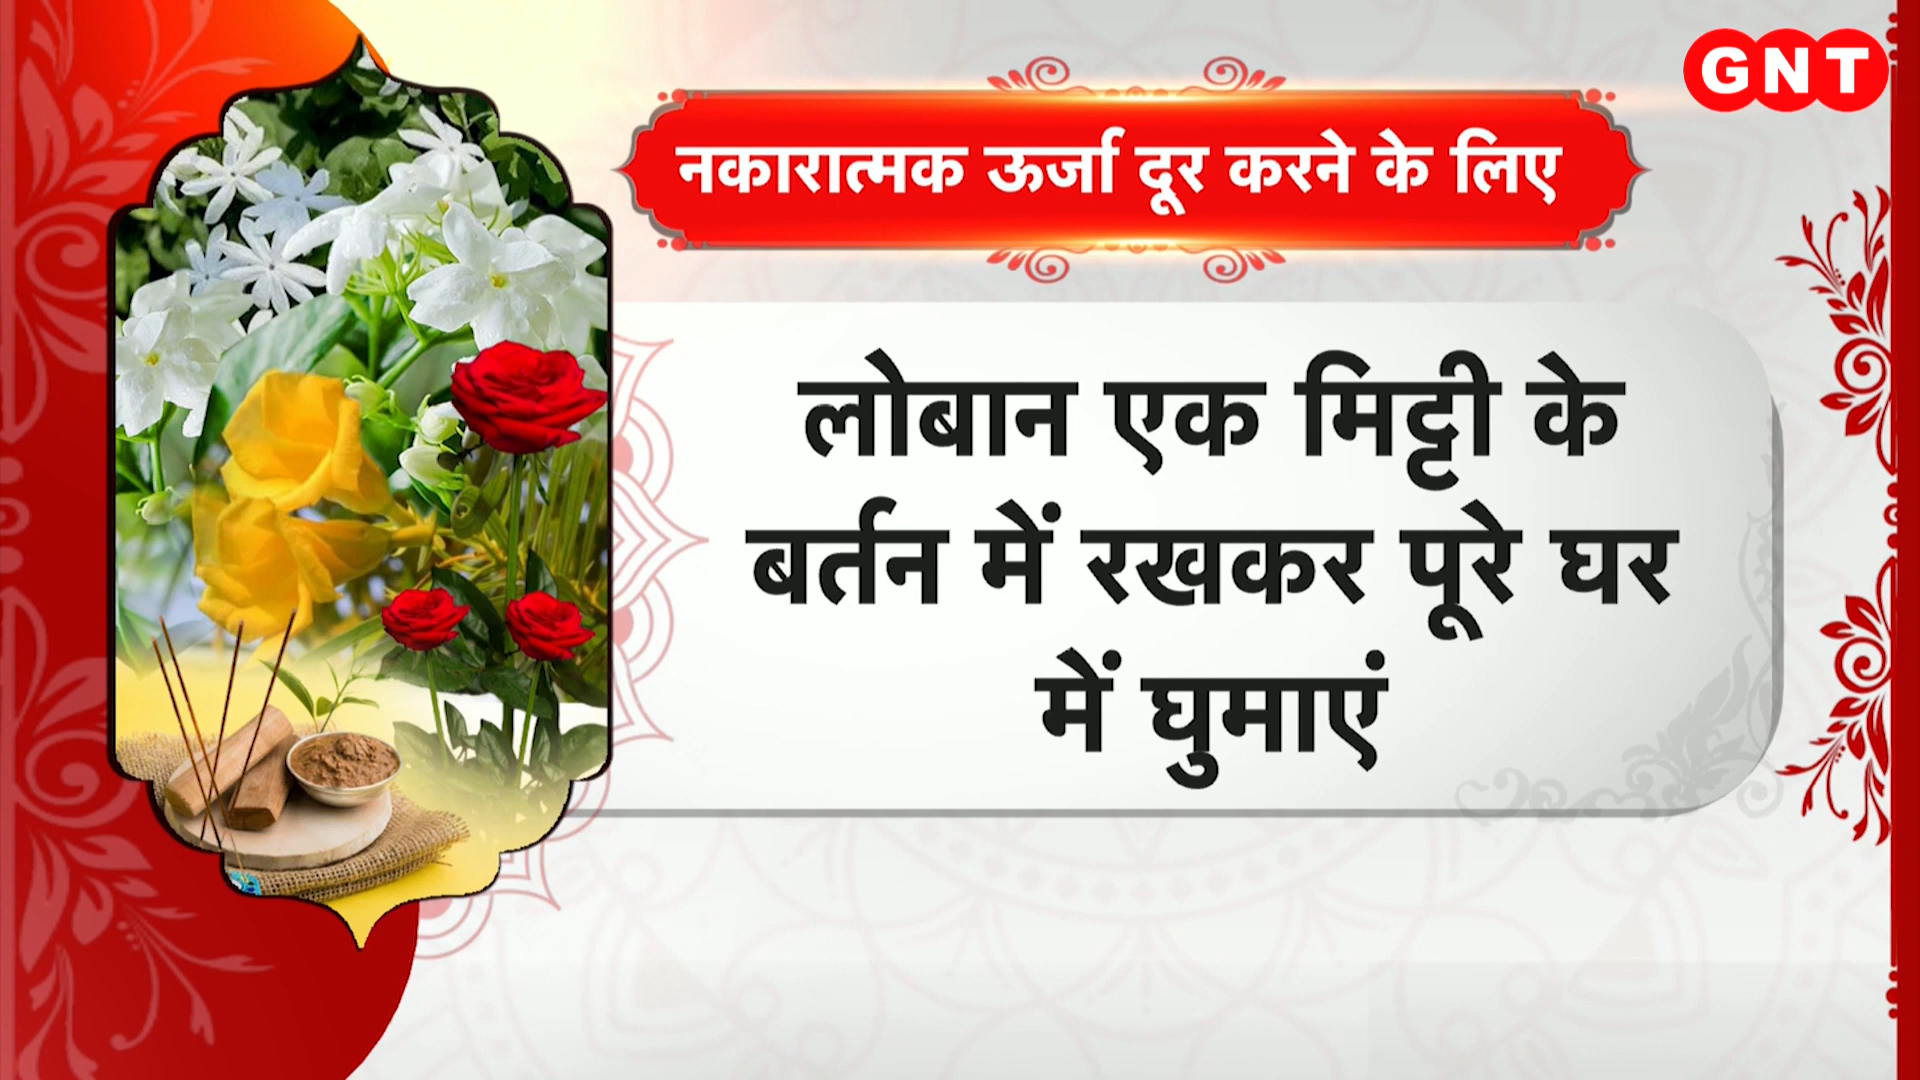 GNT
नकारात्मक ऊर्जा दूर करने के लिए
लोबान एक मिट्टी के
बर्तन में रखकर पूरे घर
में घुमाएं